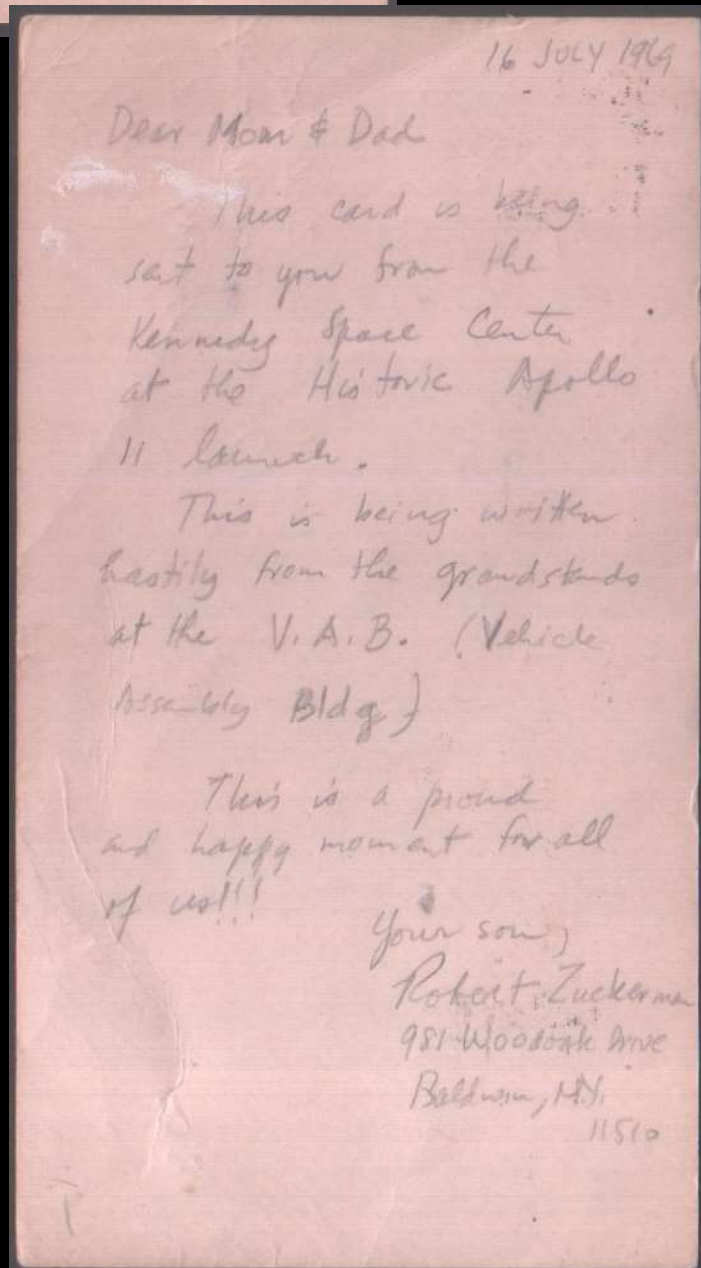 16 JULY 1969
Dear Mom & Dad
This card is being
sent to you from the
Kennedy Space Center
at the Historic Apollo
11 launch.
This is being written
hastily from the grandstands
at the V.A.B. (Vehicle
Assembly Bldg)
This is a proud
and happy moment for all
of us!!!
Your son,
Robert Zuckerman
981 Woodoak Drive
Baldwin, N.Y.
11510